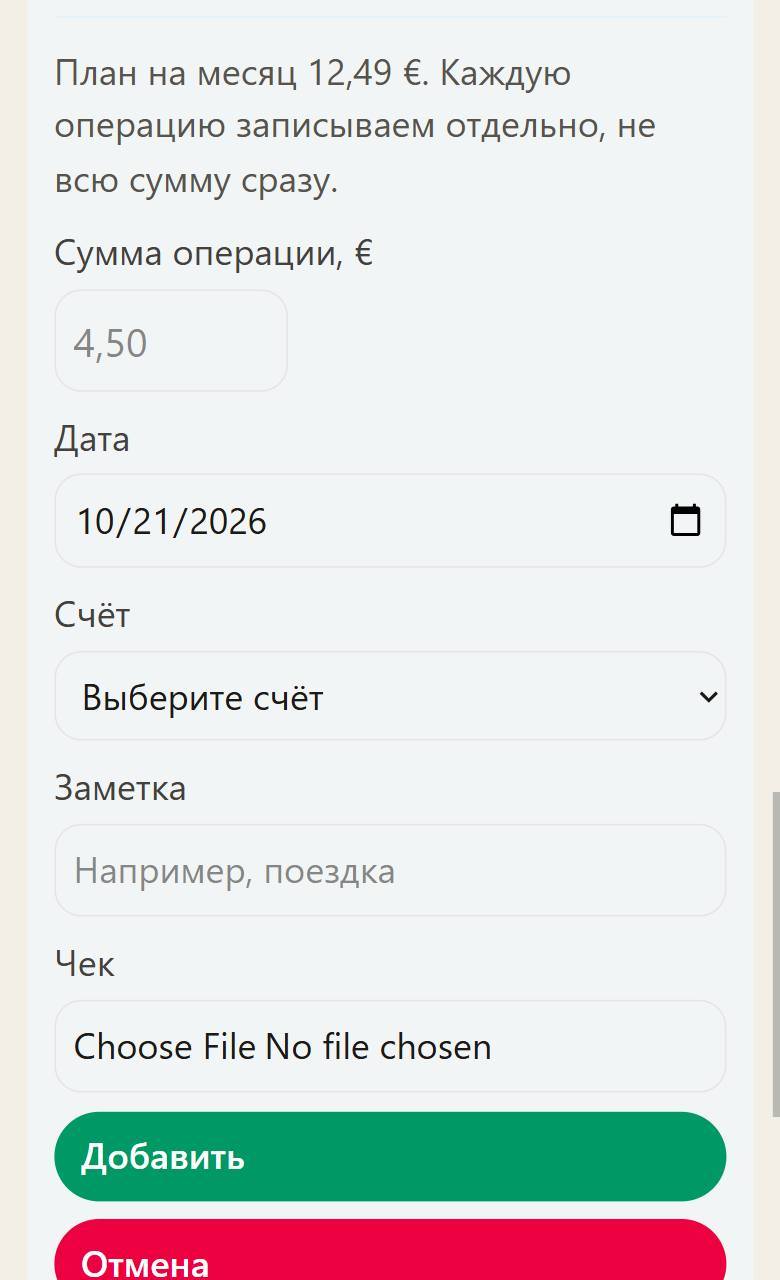 План на месяц 12,49 €. Каждую
операцию записываем отдельно, не
всю сумму сразу.
Сумма операции, €
4,50
Дата
10/21/2026
Счёт
Выберите счёт
Заметка
Например, поездка
Чек
Choose File No file chosen
Добавить
Отмена